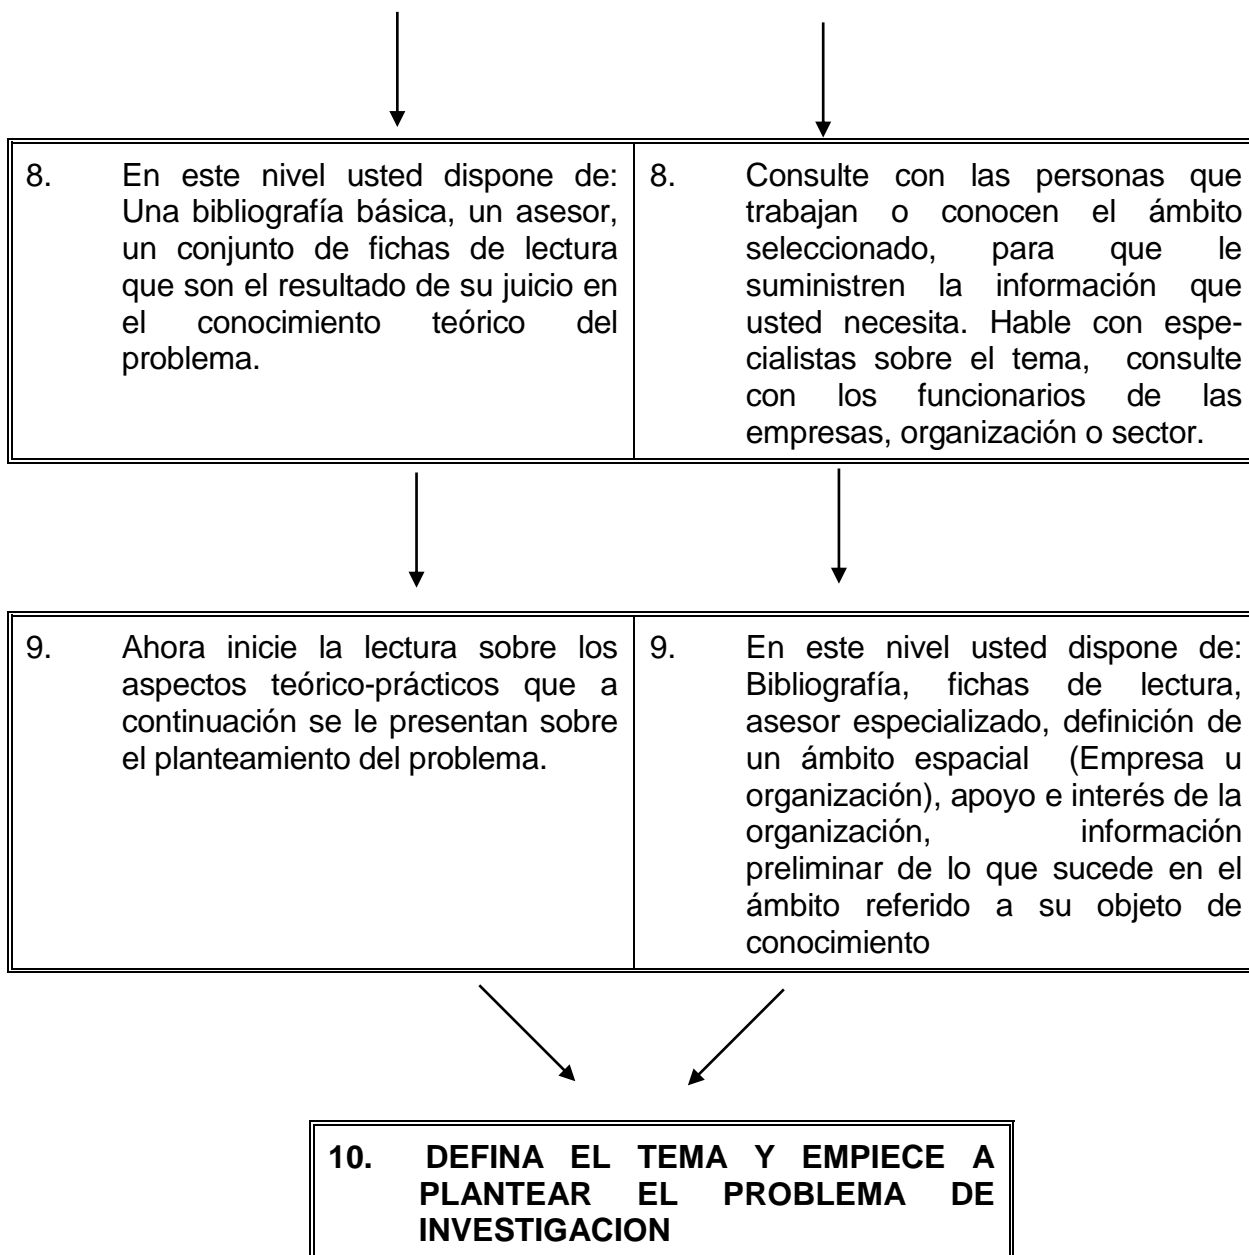 8. En este nivel usted dispone de:
Una bibliografía básica, un asesor,
un conjunto de fichas de lectura
que son el resultado de su juicio en
el conocimiento teórico del
problema.
8. Consulte con las personas que
trabajan o conocen el ámbito
seleccionado, para que le
suministren la información que
usted necesita. Hable con espe-
cialistas sobre el tema, consulte
con los funcionarios de las
empresas, organización o sector.
9. Ahora inicie la lectura sobre los
aspectos teórico-prácticos que a
continuación se le presentan sobre
el planteamiento del problema.
9. En este nivel usted dispone de:
Bibliografía, fichas de lectura,
asesor especializado, definición de
un ámbito espacial (Empresa u
organización), apoyo e interés de la
organización, información
preliminar de lo que sucede en el
ámbito referido a su objeto de
conocimiento
10. DEFINA EL TEMA Y EMPIECE A
PLANTEAR EL PROBLEMA DE
INVESTIGACION